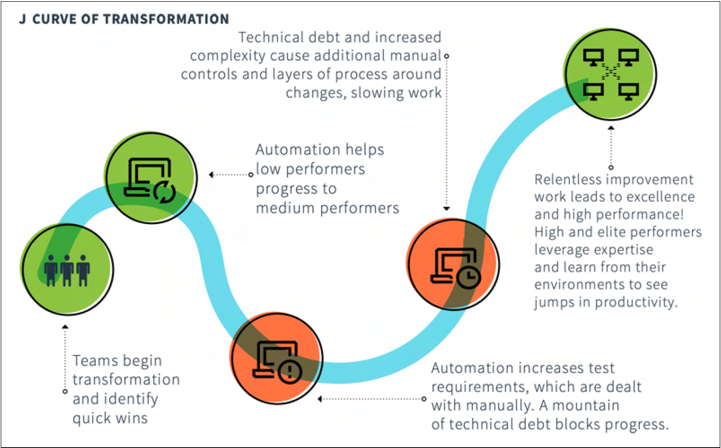 J CURVE OF TRANSFORMATION
Technical debt and increased
complexity cause additional manual
controls and layers of process around
changes, slowing work
Automation helps
low performers
progress to
medium performers
Relentless improvement
work leads to excellence
and high performance!
High and elite performers
leverage expertise
and learn from their
environments to see
jumps in productivity.
Teams begin
transformation
and identify
quick wins
Automation increases test
requirements, which are dealt
with manually. A mountain
of technical debt blocks progress.